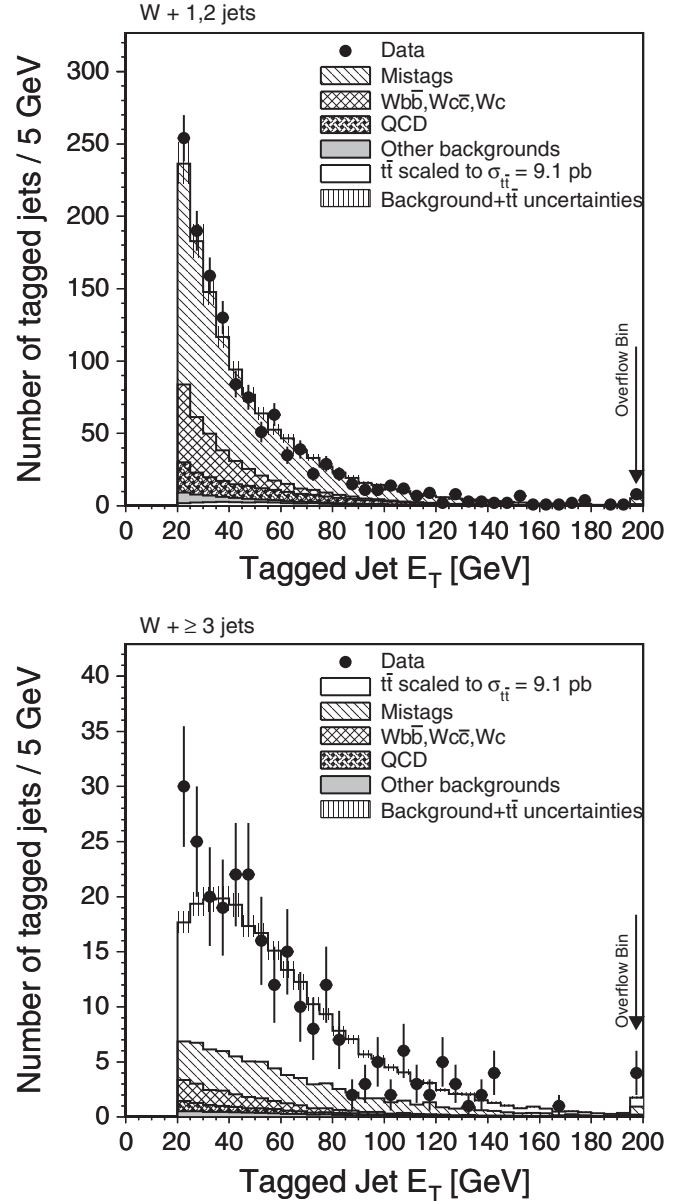 W + 1,2 jets
Number of tagged jets / 5 GeV
300
250
200
150
100
50
0
Data
Mistags
Wbb̅,Wcc̅,Wc
QCD
Other backgrounds
tt̅ scaled to σtt̅ = 9.1 pb
Background+tt̅ uncertainties
Overflow Bin
0 20 40 60 80 100 120 140 160 180 200
Tagged Jet E_T [GeV]
W + ≥ 3 jets
Number of tagged jets / 5 GeV
40
35
30
25
20
15
10
5
0
Data
tt̅ scaled to σtt̅ = 9.1 pb
Mistags
Wbb̅,Wcc̅,Wc
QCD
Other backgrounds
Background+tt̅ uncertainties
Overflow Bin
0 20 40 60 80 100 120 140 160 180 200
Tagged Jet E_T [GeV]